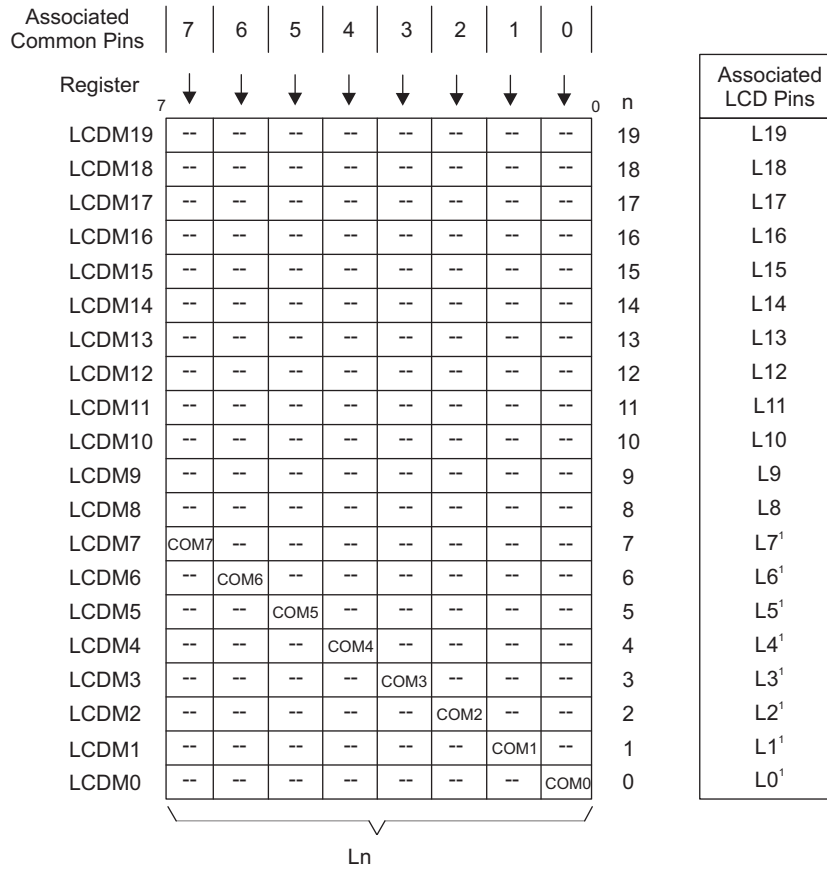 Associated
Common Pins 7 6 5 4 3 2 1 0
Register 7 0 n
LCDM19 -- -- -- -- -- -- -- -- 19
LCDM18 -- -- -- -- -- -- -- -- 18
LCDM17 -- -- -- -- -- -- -- -- 17
LCDM16 -- -- -- -- -- -- -- -- 16
LCDM15 -- -- -- -- -- -- -- -- 15
LCDM14 -- -- -- -- -- -- -- -- 14
LCDM13 -- -- -- -- -- -- -- -- 13
LCDM12 -- -- -- -- -- -- -- -- 12
LCDM11 -- -- -- -- -- -- -- -- 11
LCDM10 -- -- -- -- -- -- -- -- 10
LCDM9 -- -- -- -- -- -- -- -- 9
LCDM8 -- -- -- -- -- -- -- -- 8
LCDM7 COM7 -- -- -- -- -- -- -- 7
LCDM6 -- COM6 -- -- -- -- -- -- 6
LCDM5 -- -- COM5 -- -- -- -- -- 5
LCDM4 -- -- -- COM4 -- -- -- -- 4
LCDM3 -- -- -- -- COM3 -- -- -- 3
LCDM2 -- -- -- -- -- COM2 -- -- 2
LCDM1 -- -- -- -- -- -- COM1 -- 1
LCDM0 -- -- -- -- -- -- -- COM0 0
Ln
Associated
LCD Pins
L19
L18
L17
L16
L15
L14
L13
L12
L11
L10
L9
L8
L7¹
L6¹
L5¹
L4¹
L3¹
L2¹
L1¹
L0¹